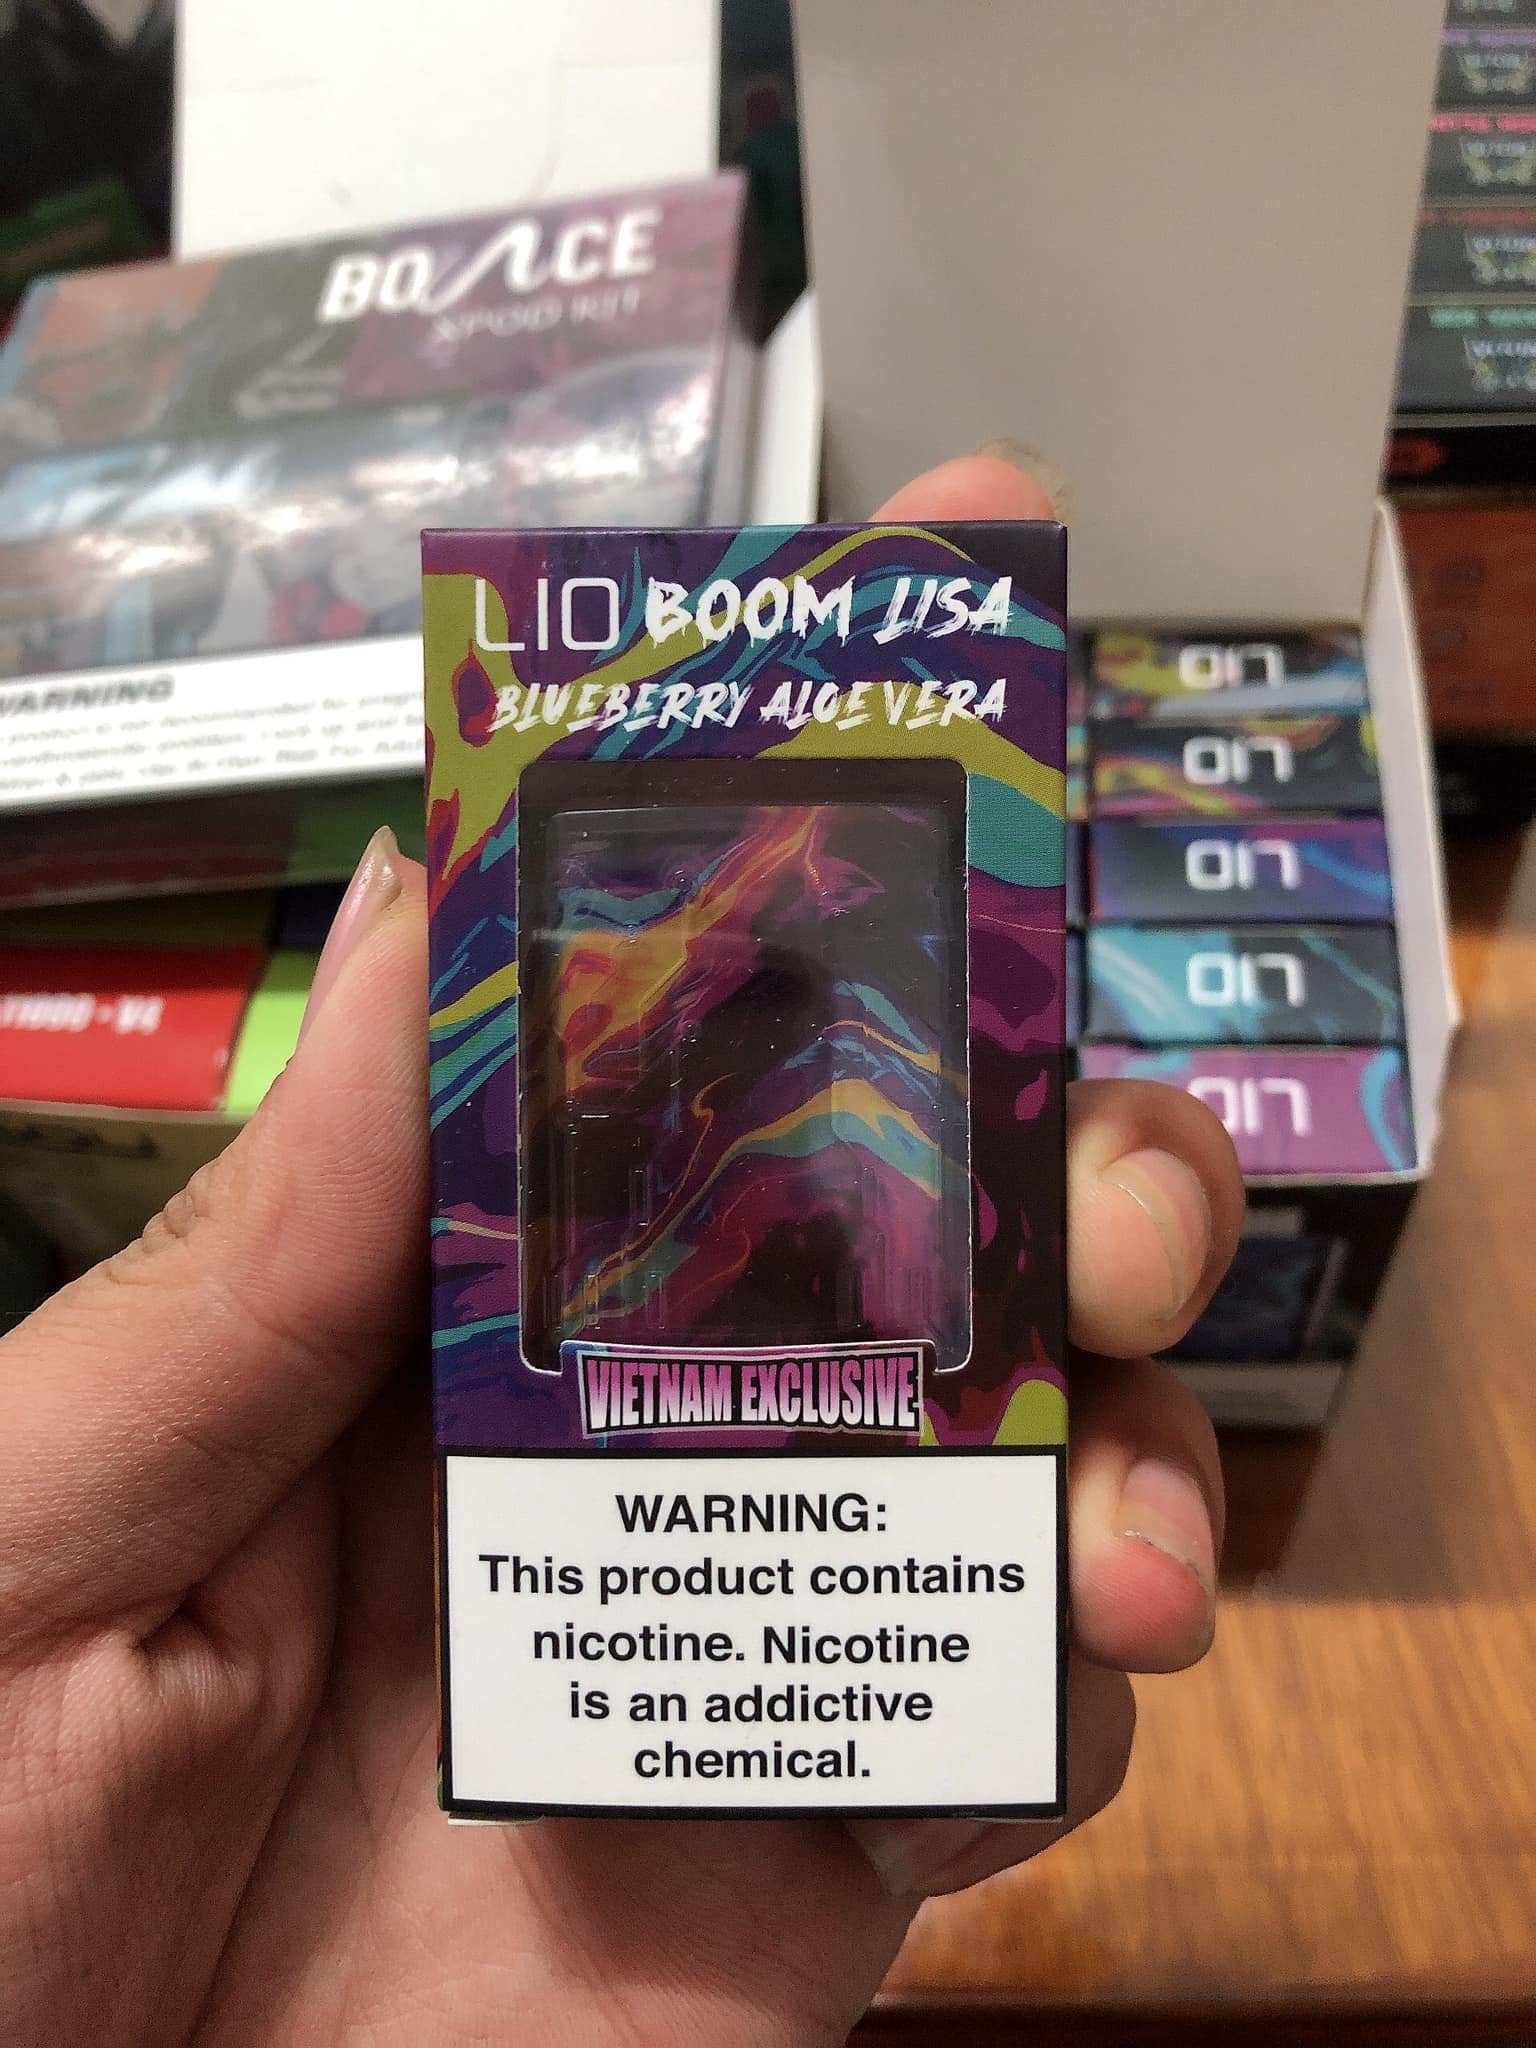 BOUNCE
XPOD KIT
WARNING
LIO BOOM LISA
BLUEBERRY ALOE VERA
VIETNAM EXCLUSIVE
WARNING:
This product contains
nicotine. Nicotine
is an addictive
chemical.
LIO
LIO
LIO
LIO
LIO